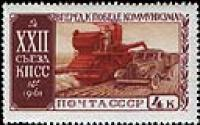 ВПЕРЕД К ПОБЕДЕ КОММУНИЗМА
XXII
СЪЕЗД
КПСС
1961
ПОЧТА СССР
4 К